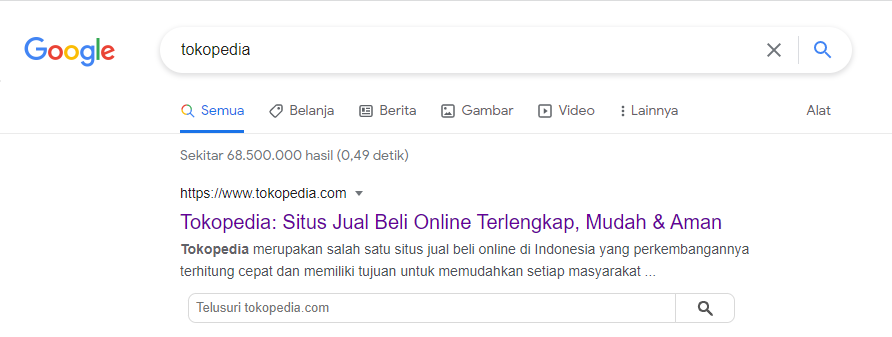 Google
tokopedia
Semua Belanja Berita Gambar Video Lainnya Alat
Sekitar 68.500.000 hasil (0,49 detik)
https://www.tokopedia.com
Tokopedia: Situs Jual Beli Online Terlengkap, Mudah & Aman
Tokopedia merupakan salah satu situs jual beli online di Indonesia yang perkembangannya
terhitung cepat dan memiliki tujuan untuk memudahkan setiap masyarakat ...
Telusuri tokopedia.com